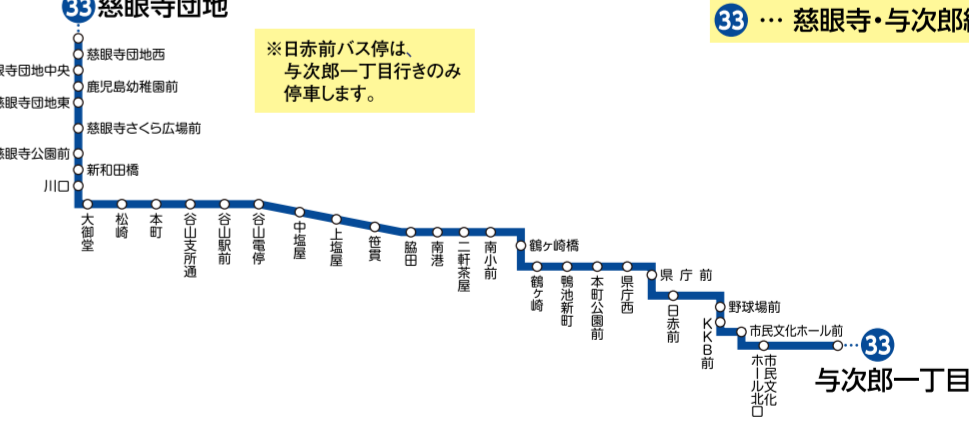 33 慈眼寺団地
33 … 慈眼寺・与次郎
※日赤前バス停は、
与次郎一丁目行きのみ
停車します。
慈眼寺団地西
眼寺団地中央
鹿児島幼稚園前
慈眼寺団地東
慈眼寺さくら広場前
慈眼寺公園前
新和田橋
川口
大御堂
松崎
本町
谷山支所通
谷山駅前
谷山電停
中塩屋
上塩屋
笹貫
脇田
南港
二軒茶屋
南小前
鶴ヶ崎橋
鶴ヶ崎
鴨池新町
本町公園前
県庁西
県庁前
日赤前
野球場前
KKB前
市民文化ホール前
市民文化
ホール北口
33
与次郎一丁目